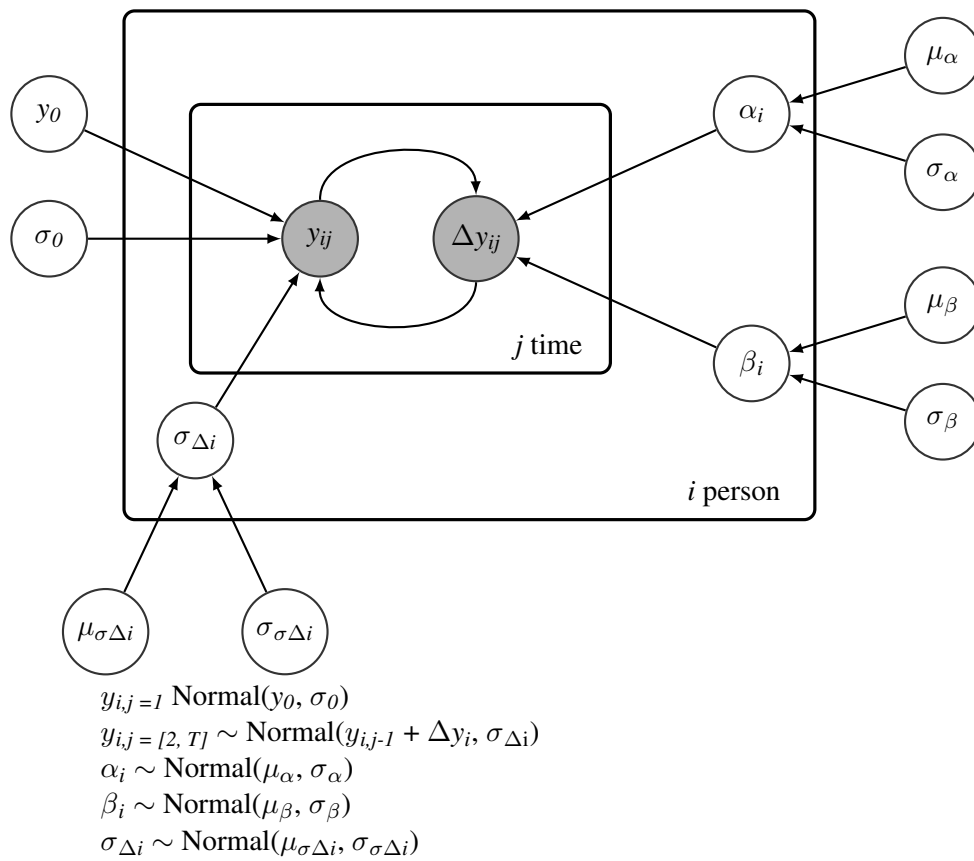 μα
y0
αi
σα
σ0
yij
Δyij
μβ
j time
βi
σβ
σΔi
i person
μσΔi
σσΔi
yi,j =1 Normal(y0, σ0)
yi,j = [2, T] ∼ Normal(yi,j-1 + Δyi, σΔi)
αi ∼ Normal(μα, σα)
βi ∼ Normal(μβ, σβ)
σΔi ∼ Normal(μσΔi, σσΔi)